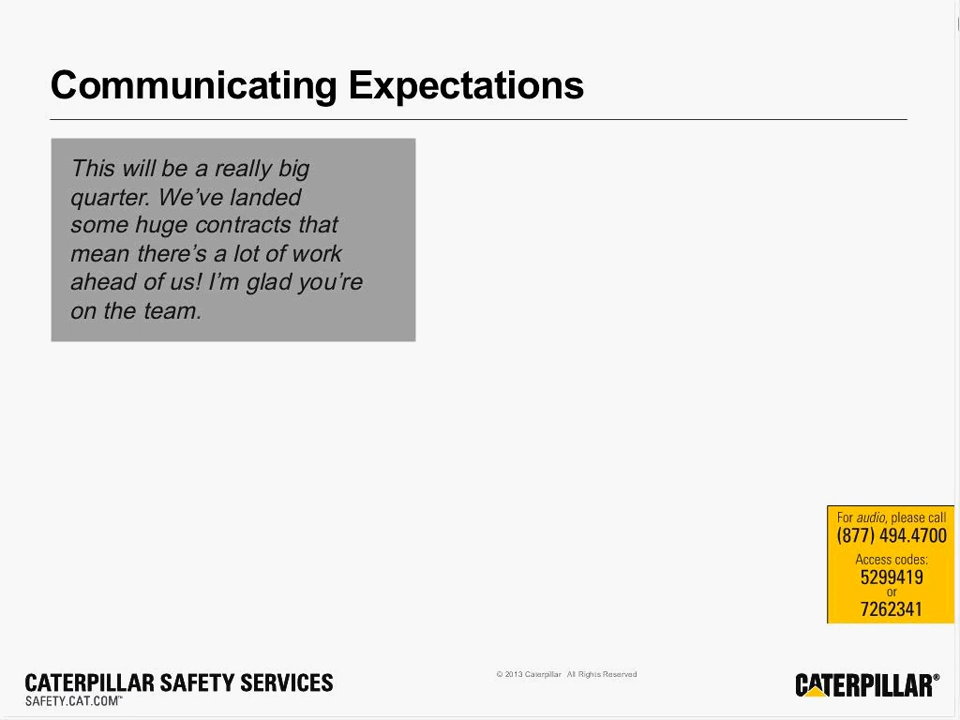 Communicating Expectations
This will be a really big
quarter. We’ve landed
some huge contracts that
mean there’s a lot of work
ahead of us! I’m glad you’re
on the team.
For audio, please call
(877) 494.4700
Access codes:
5299419
or
7262341
CATERPILLAR SAFETY SERVICES
SAFETY.CAT.COM™
© 2013 Caterpillar All Rights Reserved
CATERPILLAR®